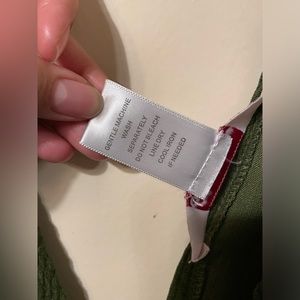 GENTLE MACHINE
WASH
SEPARATELY
DO NOT BLEACH
LINE DRY
COOL IRON
IF NEEDED